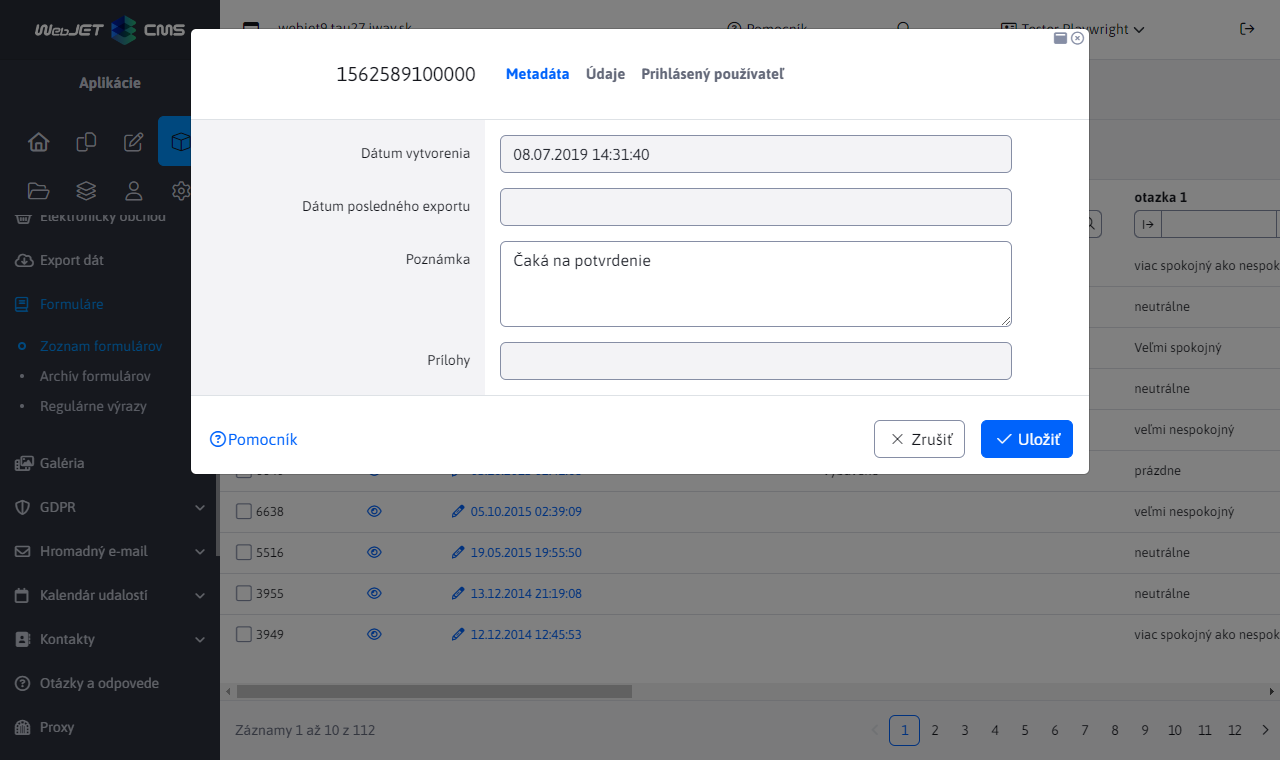 WebJET CMS
Aplikácie
Elektronický obchod
Export dát
Formuláre
Zoznam formulárov
Archív formulárov
Regulárne výrazy
Galéria
GDPR
Hromadný e-mail
Kalendár udalostí
Kontakty
Otázky a odpovede
Proxy
webjet9.tau27.iway.sk
Pomocník
Tester Playwright
1562589100000
Metadáta
Údaje
Prihlásený používateľ
Dátum vytvorenia
08.07.2019 14:31:40
Dátum posledného exportu
Poznámka
Čaká na potvrdenie
Prílohy
Pomocník
Zrušiť
Uložiť
otazka 1
viac spokojný ako nespok
neutrálne
Veľmi spokojný
neutrálne
veľmi nespokojný
prázdne
6638 05.10.2015 02:39:09 veľmi nespokojný
5516 19.05.2015 19:55:50 neutrálne
3955 13.12.2014 21:19:08 neutrálne
3949 12.12.2014 12:45:53 viac spokojný ako nespok
Záznamy 1 až 10 z 112
1 2 3 4 5 6 7 8 9 10 11 12